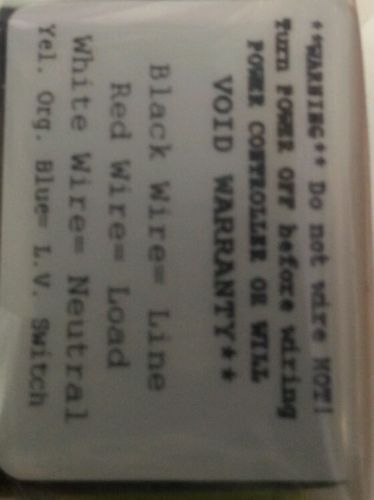 **WARNING** Do not wire HOT!
Turn POWER OFF before wiring
POWER CONTROLLER OR WILL
VOID WARRANTY**
Black Wire= Line
Red Wire= Load
White Wire= Neutral
Yel. Org. Blue= L.V. Switch